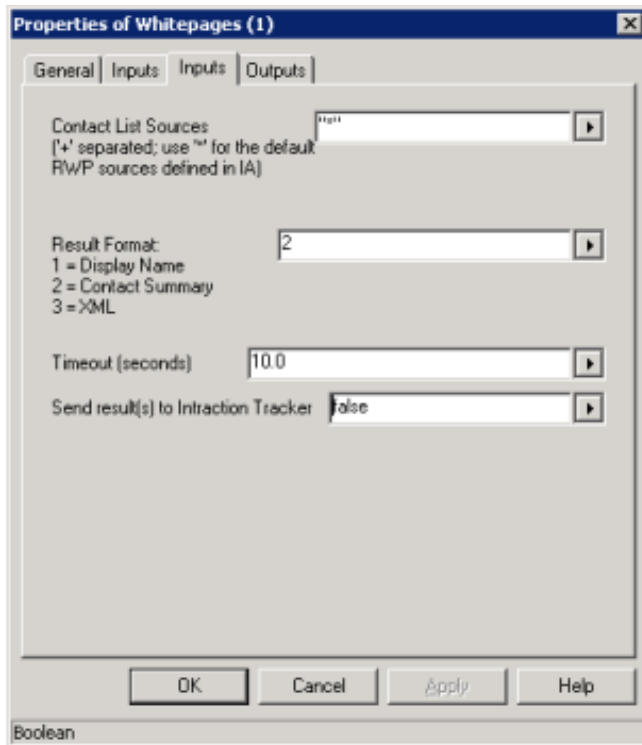 Properties of Whitepages (1)
General Inputs Inputs Outputs
Contact List Sources "*"
('+' separated; use '*' for the default
RWP sources defined in IA)
Result Format: 2
1 = Display Name
2 = Contact Summary
3 = XML
Timeout (seconds) 10.0
Send result(s) to Intraction Tracker false
OK Cancel Apply Help
Boolean